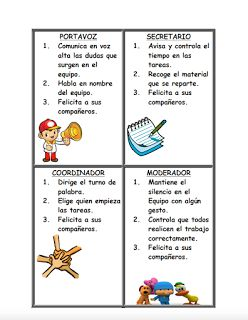 PORTAVOZ
1. Comunica en voz
alta las dudas que
surgen en el
equipo.
2. Habla en nombre
del equipo.
3. Felicita a sus
compañeros.
SECRETARIO
1. Avisa y controla el
tiempo en las
tareas.
2. Recoge el material
que se reparte.
3. Felicita a sus
compañeros.
COORDINADOR
1. Dirige el turno de
palabra.
2. Elige quien empieza
las tareas.
3. Felicita a sus
compañeros.
MODERADOR
1. Mantiene el
silencio en el
Equipo con algún
gesto.
2. Controla que todos
realicen el trabajo
correctamente.
3. Felicita a sus
compañeros.